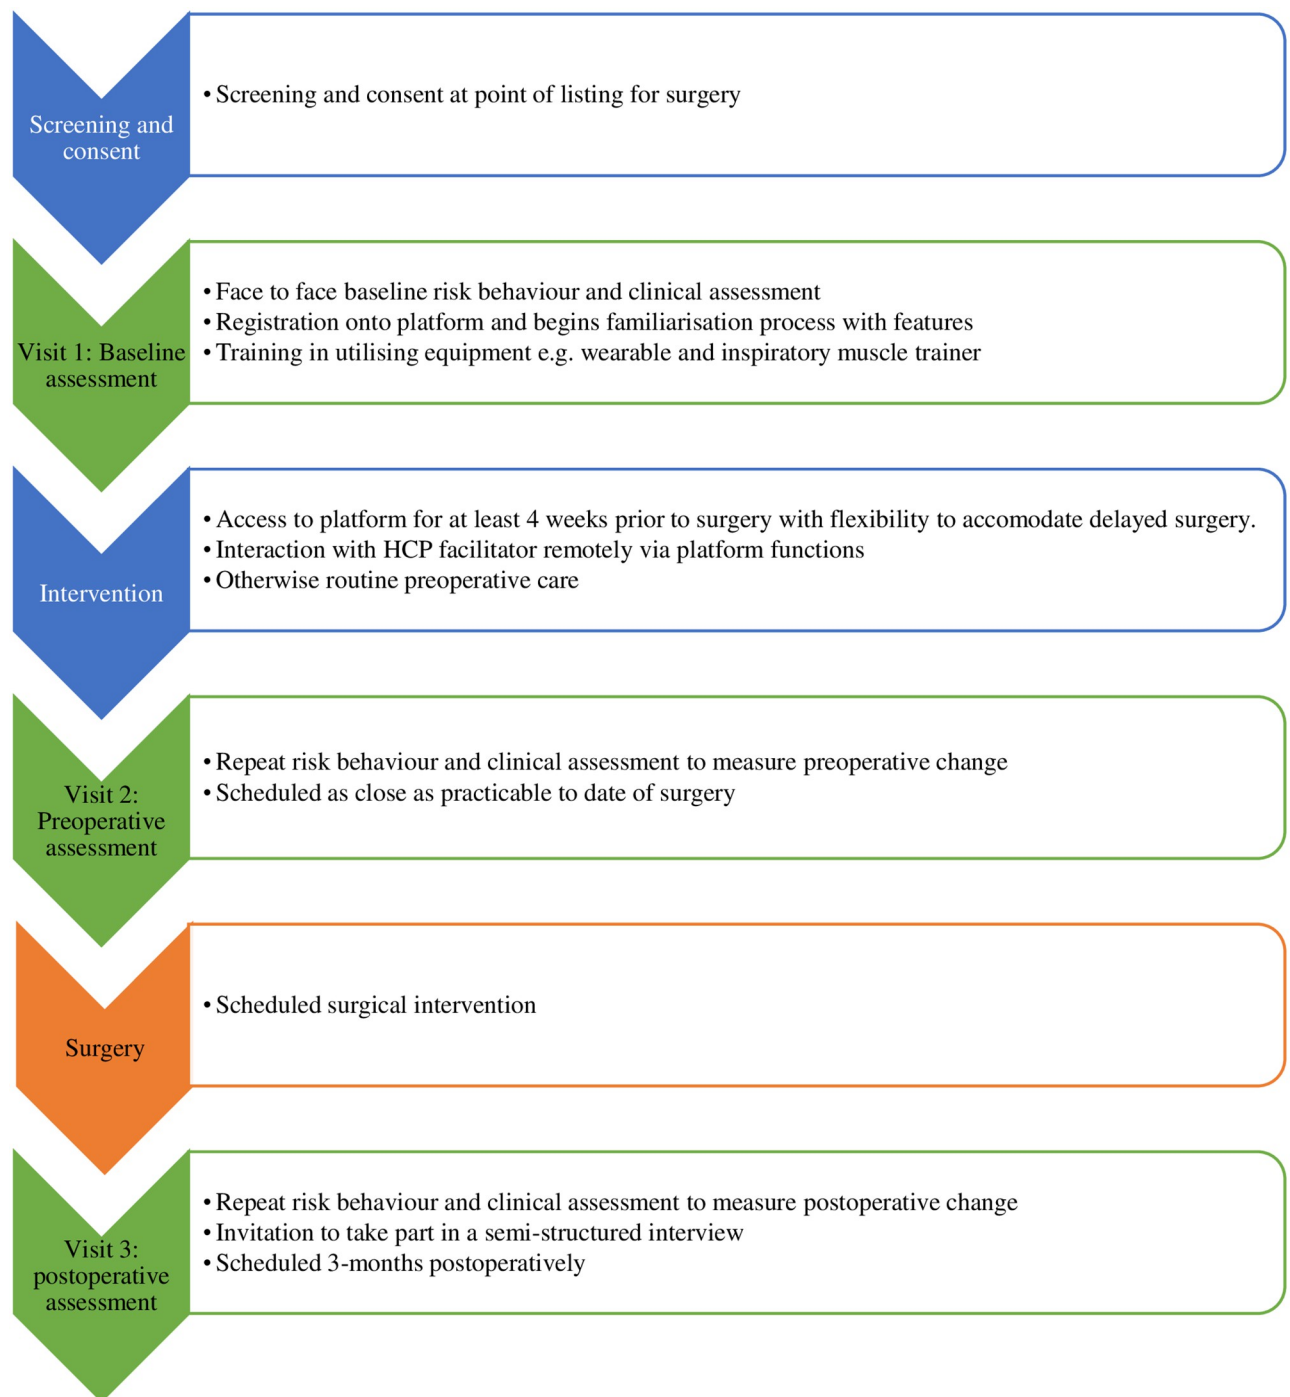 Screening and
consent
• Screening and consent at point of listing for surgery
Visit 1: Baseline
assessment
• Face to face baseline risk behaviour and clinical assessment
• Registration onto platform and begins familiarisation process with features
• Training in utilising equipment e.g. wearable and inspiratory muscle trainer
Intervention
• Access to platform for at least 4 weeks prior to surgery with flexibility to accomodate delayed surgery.
• Interaction with HCP facilitator remotely via platform functions
• Otherwise routine preoperative care
Visit 2:
Preoperative
assessment
• Repeat risk behaviour and clinical assessment to measure preoperative change
• Scheduled as close as practicable to date of surgery
Surgery
• Scheduled surgical intervention
Visit 3:
postoperative
assessment
• Repeat risk behaviour and clinical assessment to measure postoperative change
• Invitation to take part in a semi-structured interview
• Scheduled 3-months postoperatively